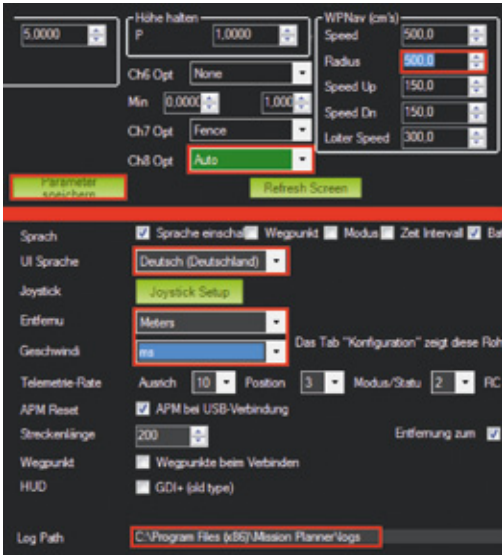 Höhe halten
WPNav (cm's)
5.0000
P 1,0000
Speed 500,0
Radius 500,0
Ch6 Opt None
Speed Up 150,0
Min 0,0000 1,000
Speed Dn 150,0
Ch7 Opt Fence
Loiter Speed 300,0
Ch8 Opt Auto
Parameter speichern
Refresh Screen
Sprach Sprache einschal Wegpunkt Modus Zeit Intervall Bat
UI Sprache Deutsch (Deutschland)
Joystick Joystick Setup
Entfernu Meters
Geschwindi ms Das Tab "Konfiguration" zeigt diese Roh
Telemetrie-Rate Ausrich 10 Position 3 Modus/Statu 2 RC
APM Reset APM bei USB-Verbindung
Streckenlänge 200 Entfernung zum
Wegpunkt Wegpunkte beim Verbinden
HUD GDI+ (old type)
Log Path C:\Program Files (x86)\Mission Planner\logs